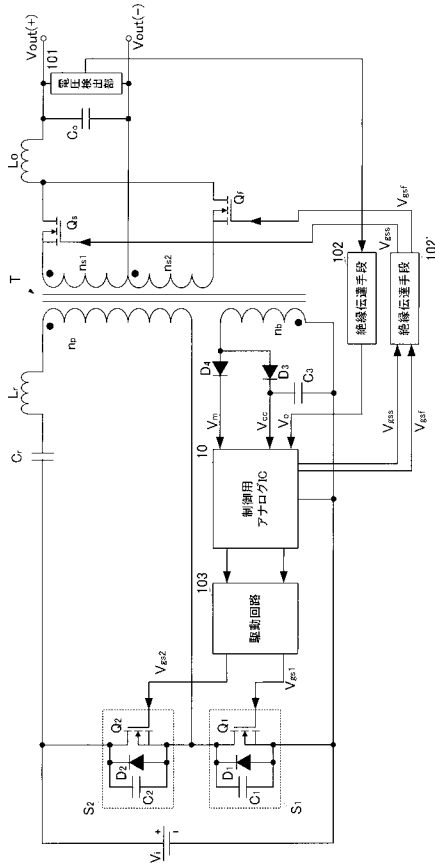 Vout(+)
Vout(-)
101
電圧検出部
Co
Lo
Qs
Qf
Vgss
Vgsf
T
ns1
ns2
np
nb
102
絶縁伝達手段
102'
絶縁伝達手段
Vgss
Vgsf
Lr
Cr
D4
D3
C3
Vm
Vcc
Vo
10
制御用
アナログIC
103
駆動回路
Vgs2
Vgs1
Q2
D2
C2
S2
Q1
D1
C1
S1
Vi
+
−